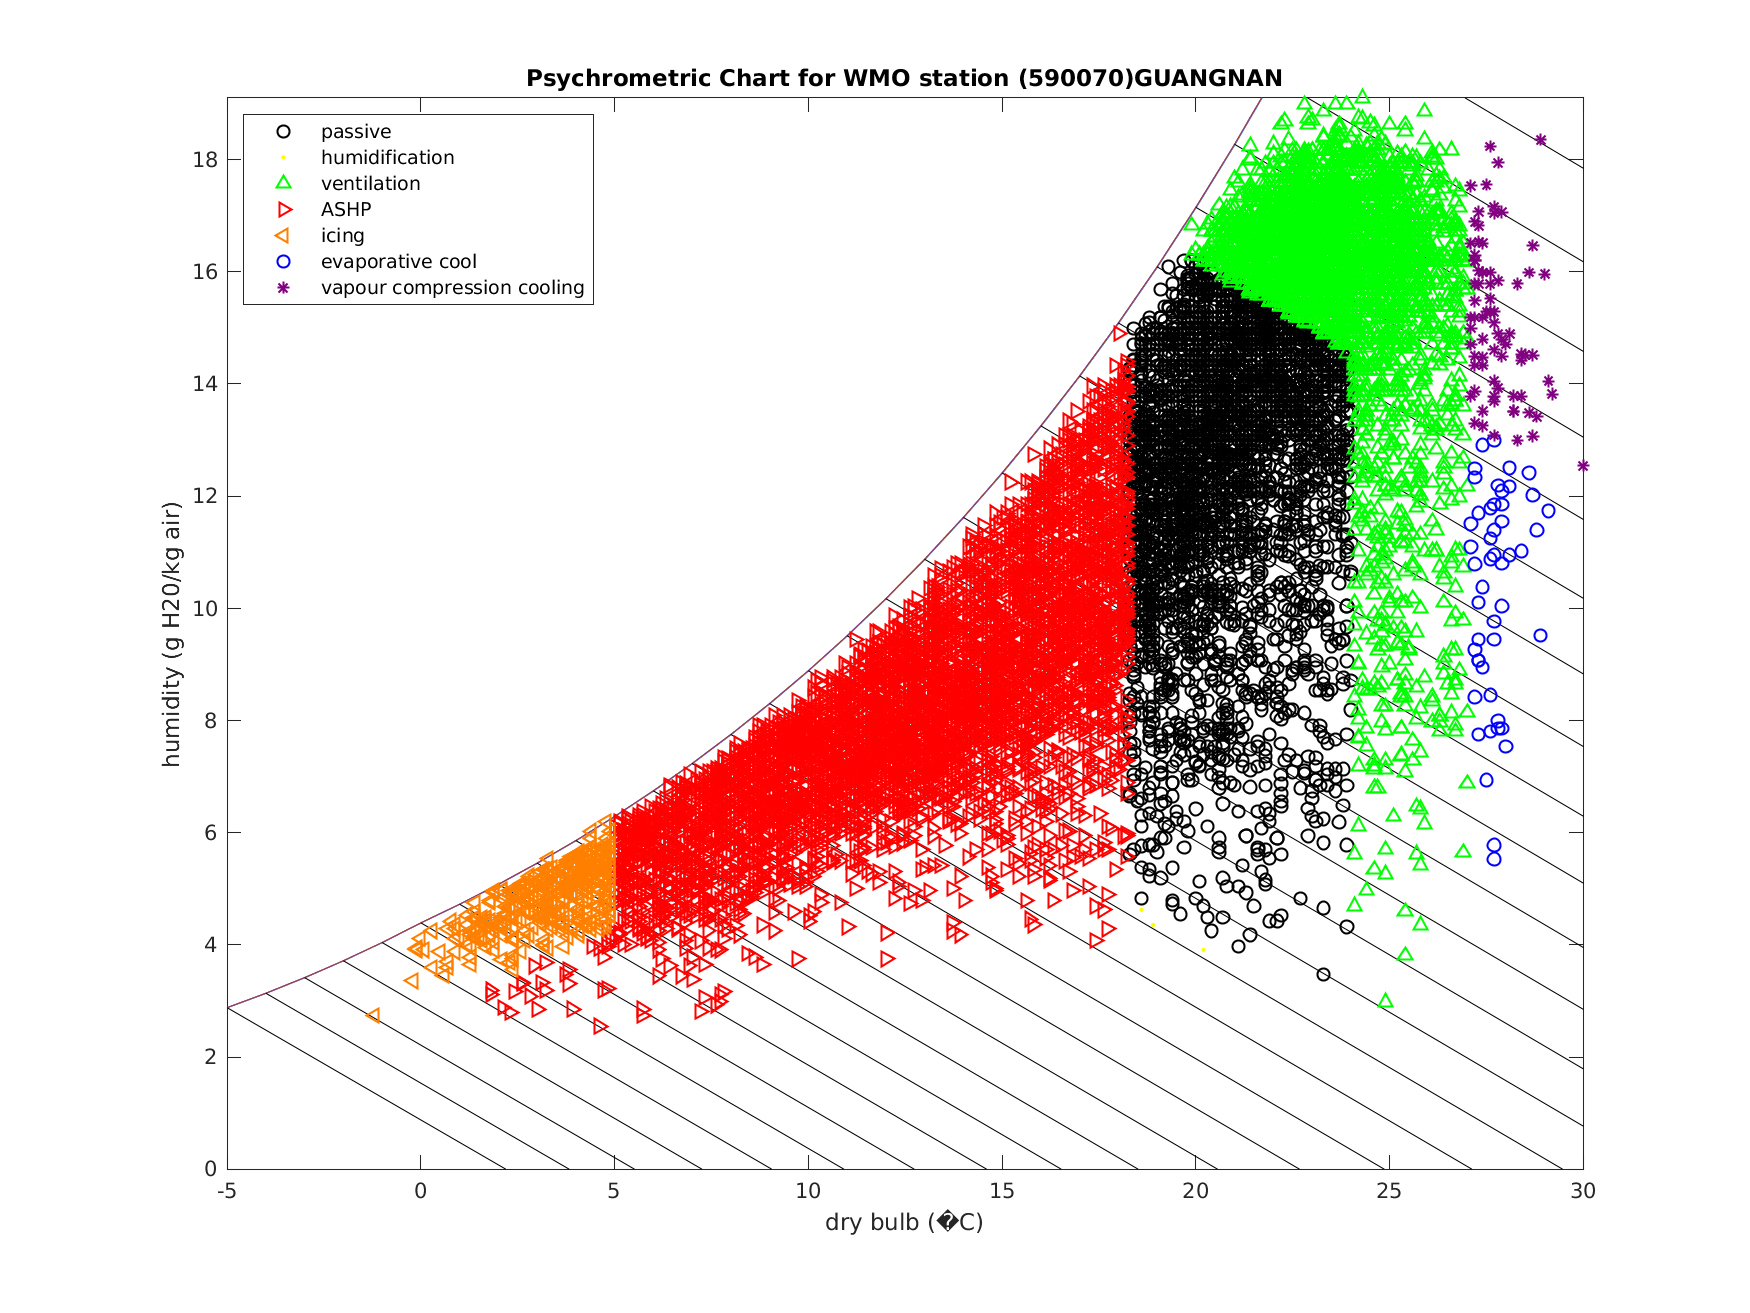 Psychrometric Chart for WMO station (590070)GUANGNAN
passive
humidification
ventilation
ASHP
icing
evaporative cool
vapour compression cooling
humidity (g H20/kg air)
18
16
14
12
10
8
6
4
2
0
-5
0
5
10
15
20
25
30
dry bulb (�C)